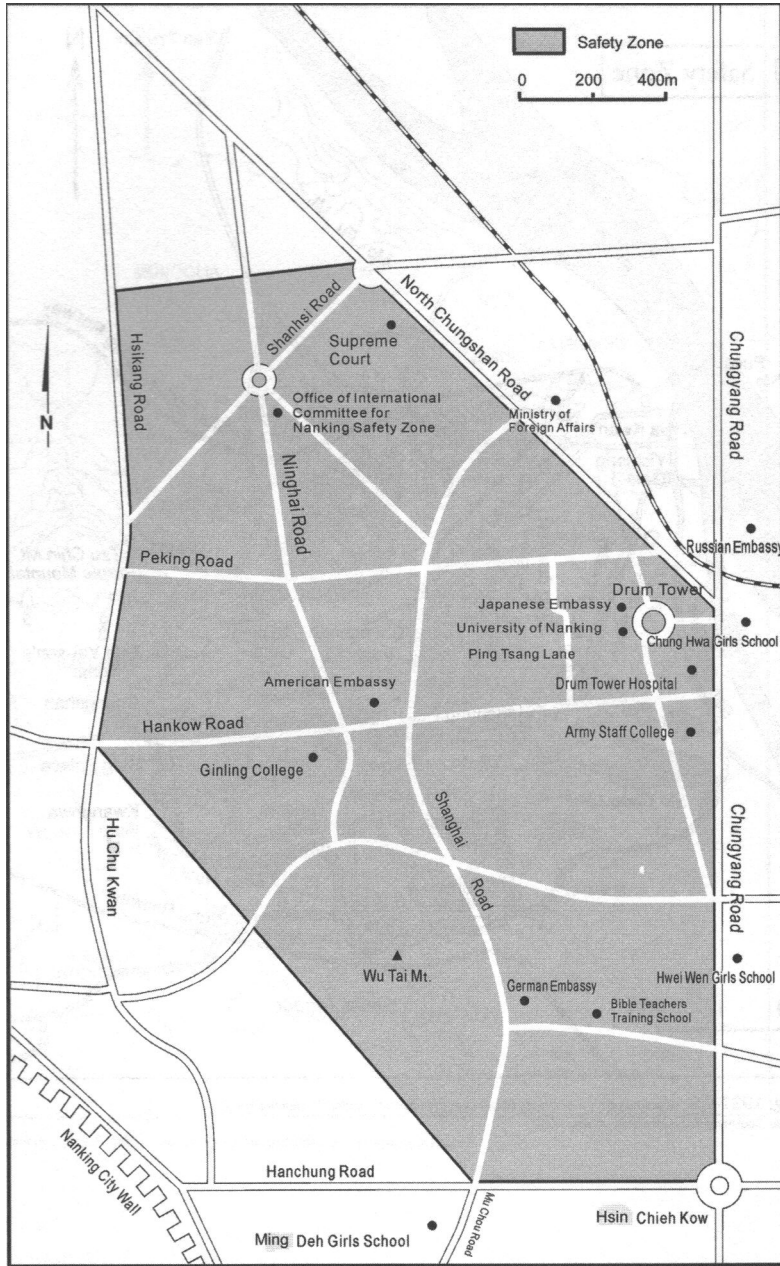 Safety Zone
0 200 400m
Shanhsi Road
North Chungshan Road
Supreme
Court
Hsikang Road
Chungyang Road
Office of International
Committee for
Nanking Safety Zone
Ministry of
Foreign Affairs
N
Ninghai Road
Russian Embassy
Peking Road
Drum Tower
Japanese Embassy
University of Nanking
Chung Hwa Girls School
Ping Tsang Lane
American Embassy
Drum Tower Hospital
Hankow Road
Army Staff College
Ginling College
Shanghai
Road
Hu Chu Kwan
Chungyang Road
Wu Tai Mt.
Hwei Wen Girls School
German Embassy
Bible Teachers
Training School
Nanking City Wall
Hanchung Road
Mu Chou Road
Hsin Chieh Kow
Ming Deh Girls School